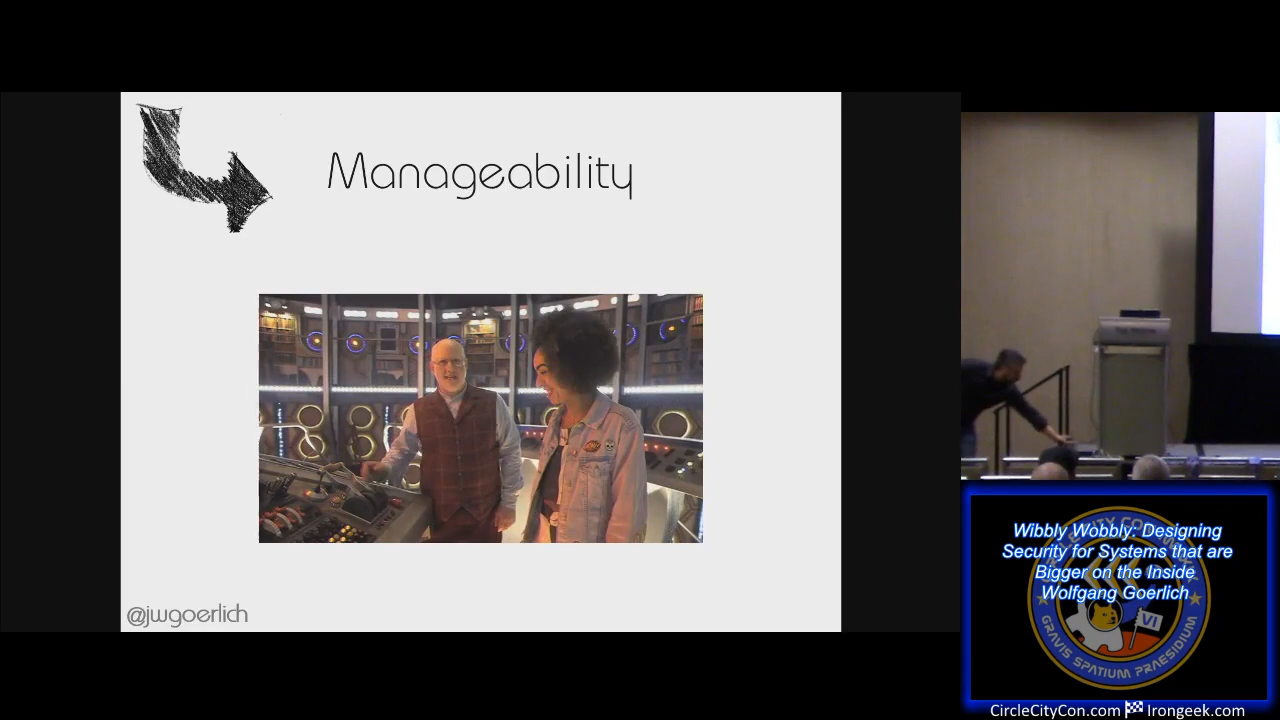 Manageability
@jwgoerlich
Wibbly Wobbly: Designing
Security for Systems that are
Bigger on the Inside
Wolfgang Goerlich
VI
GRAVIS SPATIUM PRAESIDIUM
CircleCityCon.com Irongeek.com